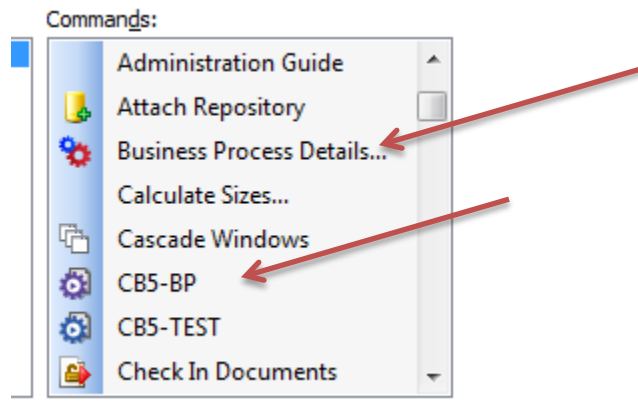 Commands:
Administration Guide
Attach Repository
Business Process Details...
Calculate Sizes...
Cascade Windows
CB5-BP
CB5-TEST
Check In Documents